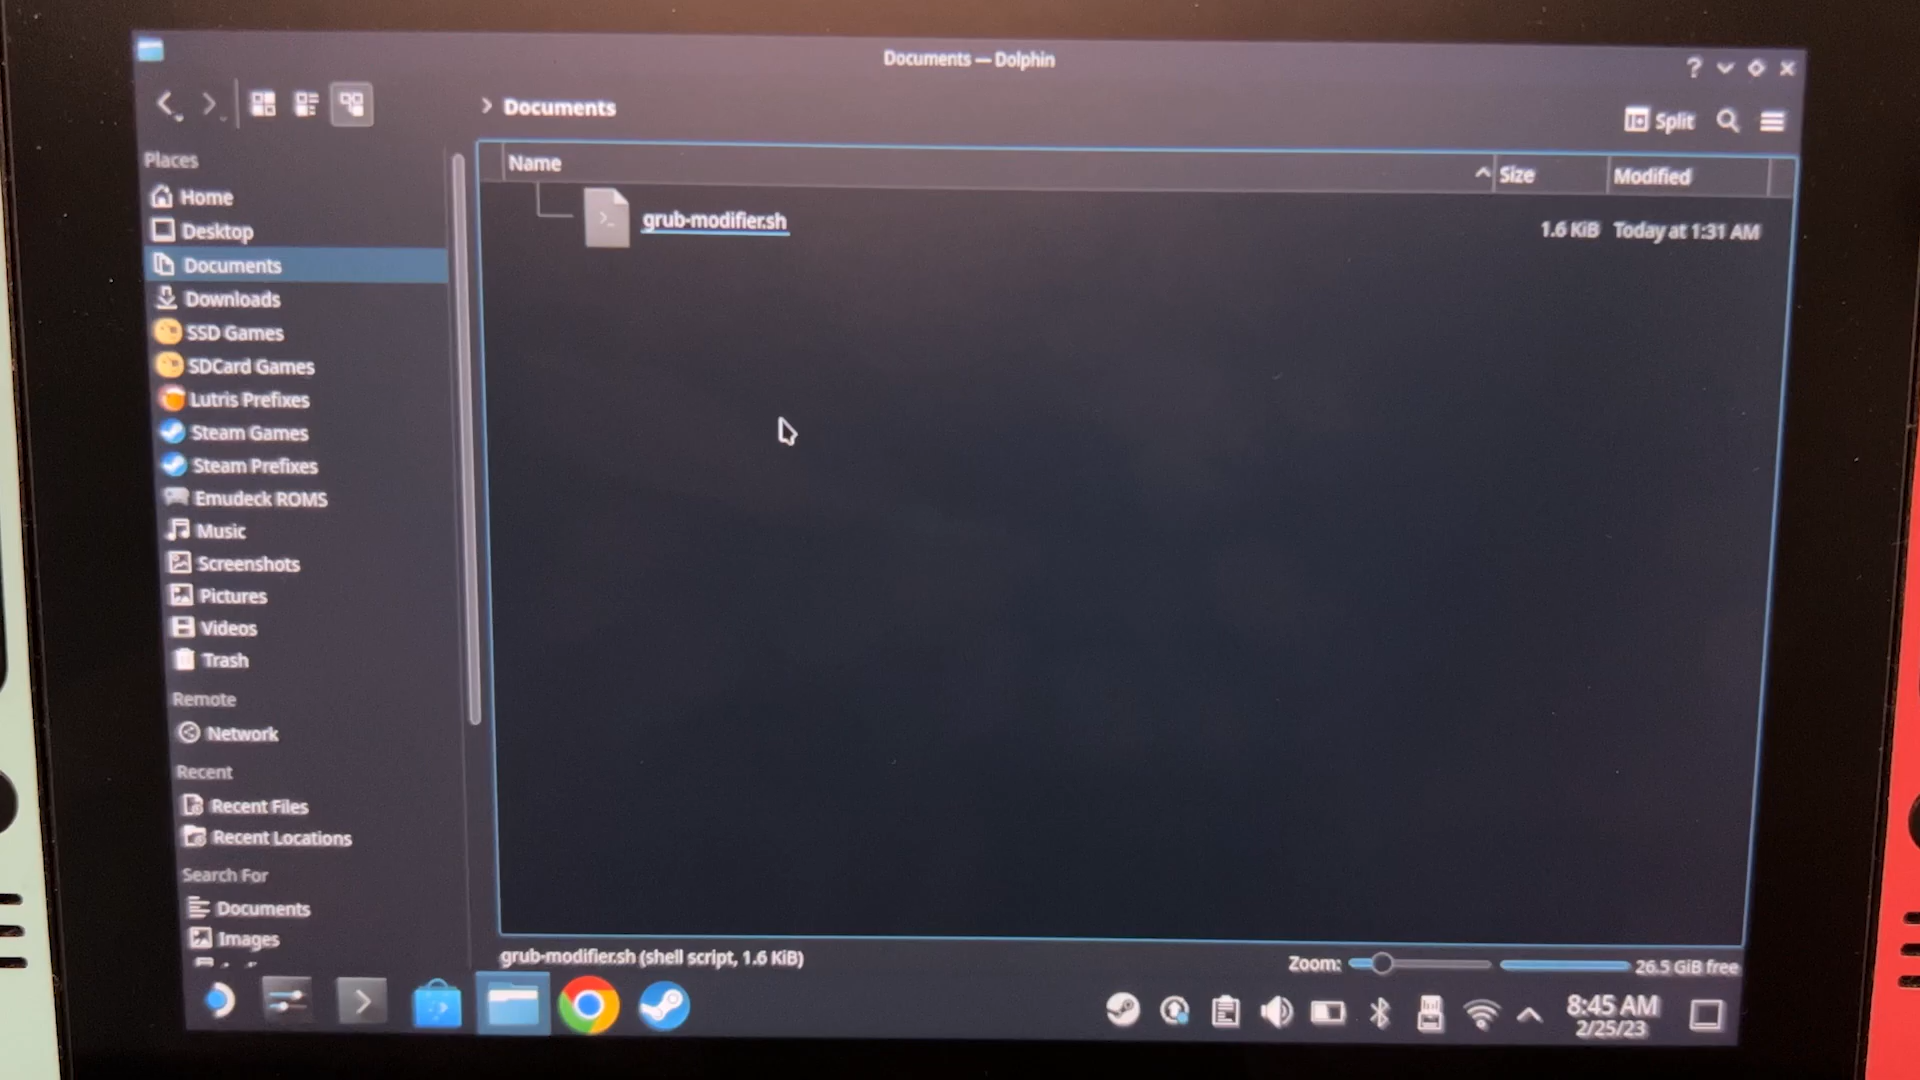 Documents — Dolphin
Documents
Split
Places
Home
Desktop
Documents
Downloads
SSD Games
SDCard Games
Lutris Prefixes
Steam Games
Steam Prefixes
Emudeck ROMS
Music
Screenshots
Pictures
Videos
Trash
Remote
Network
Recent
Recent Files
Recent Locations
Search For
Documents
Images
Name Size Modified
grub-modifier.sh 1.6 KiB Today at 1:31 AM
grub-modifier.sh (shell script, 1.6 KiB)
Zoom: 26.5 GiB free
8:45 AM
2/25/23